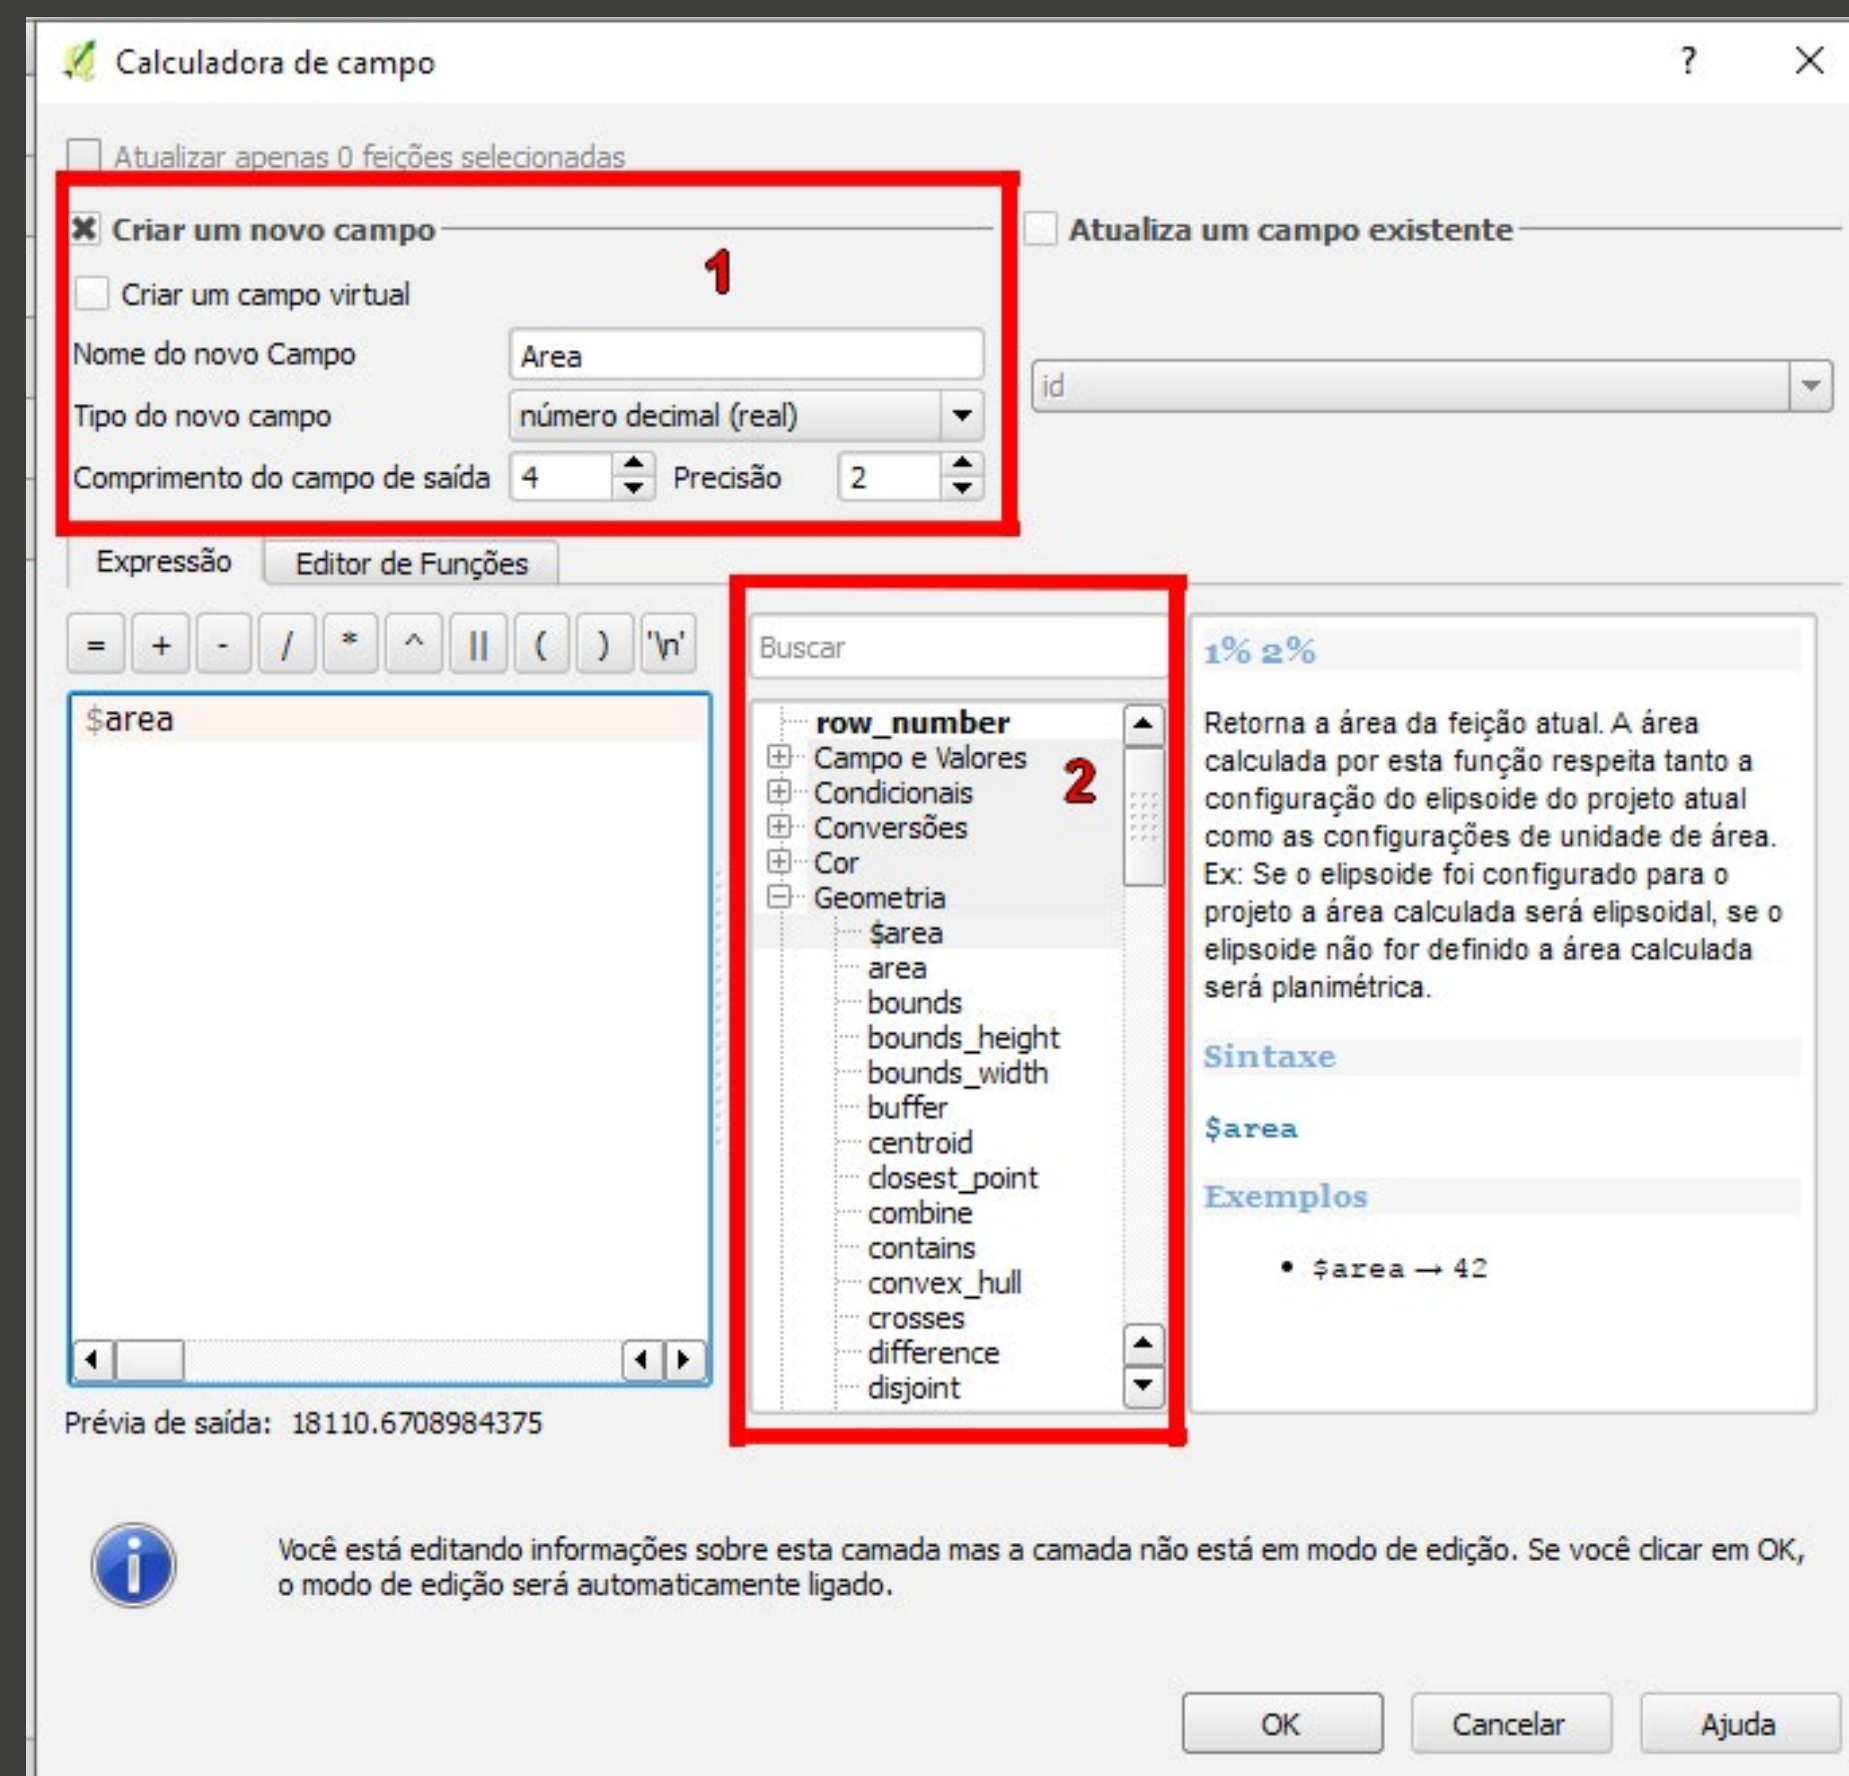 Calculadora de campo
?
Atualizar apenas 0 feições selecionadas
Criar um novo campo
1
Criar um campo virtual
Nome do novo Campo
Area
Tipo do novo campo
número decimal (real)
Comprimento do campo de saída
4
Precisão
2
Atualiza um campo existente
id
Expressão
Editor de Funções
= + - / * ^ || ( ) '\n'
$area
Prévia de saída: 18110.6708984375
Buscar
2
row_number
Campo e Valores
Condicionais
Conversões
Cor
Geometria
$area
area
bounds
bounds_height
bounds_width
buffer
centroid
closest_point
combine
contains
convex_hull
crosses
difference
disjoint
1% 2%
Retorna a área da feição atual. A área
calculada por esta função respeita tanto a
configuração do elipsoide do projeto atual
como as configurações de unidade de área.
Ex: Se o elipsoide foi configurado para o
projeto a área calculada será elipsoidal, se o
elipsoide não for definido a área calculada
será planimétrica.
Sintaxe
$area
Exemplos
• $area → 42
Você está editando informações sobre esta camada mas a camada não está em modo de edição. Se você clicar em OK,
o modo de edição será automaticamente ligado.
OK
Cancelar
Ajuda